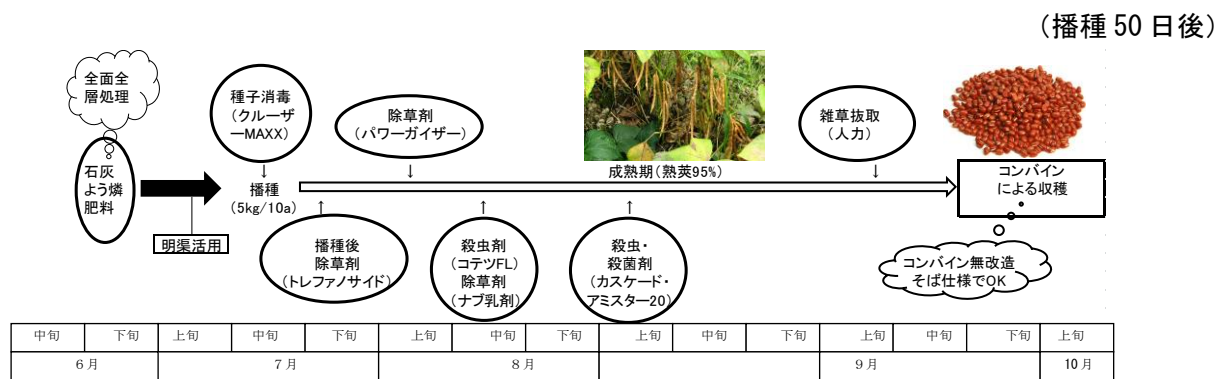 (播種 50 日後)
全面全
層処理
石灰
よう燐
肥料
明渠活用
種子消毒
(クルーザ
ーMAXX)
↓
播種
(5kg/10a)
除草剤
(パワーガイザー)
↓
成熟期(熟莢95%)
雑草抜取
(人力)
↓
コンバイン
による収穫
↑
播種後
除草剤
(トレファノサイド)
↑
殺虫剤
(コテツFL)
除草剤
(ナブ乳剤)
↑
殺虫・
殺菌剤
(カスケード・
アミスター20)
コンバイン無改造
そば仕様でOK
中旬 下旬 上旬 中旬 下旬 上旬 中旬 下旬 上旬 中旬 下旬 上旬
6月 7月 8月 9月 10月